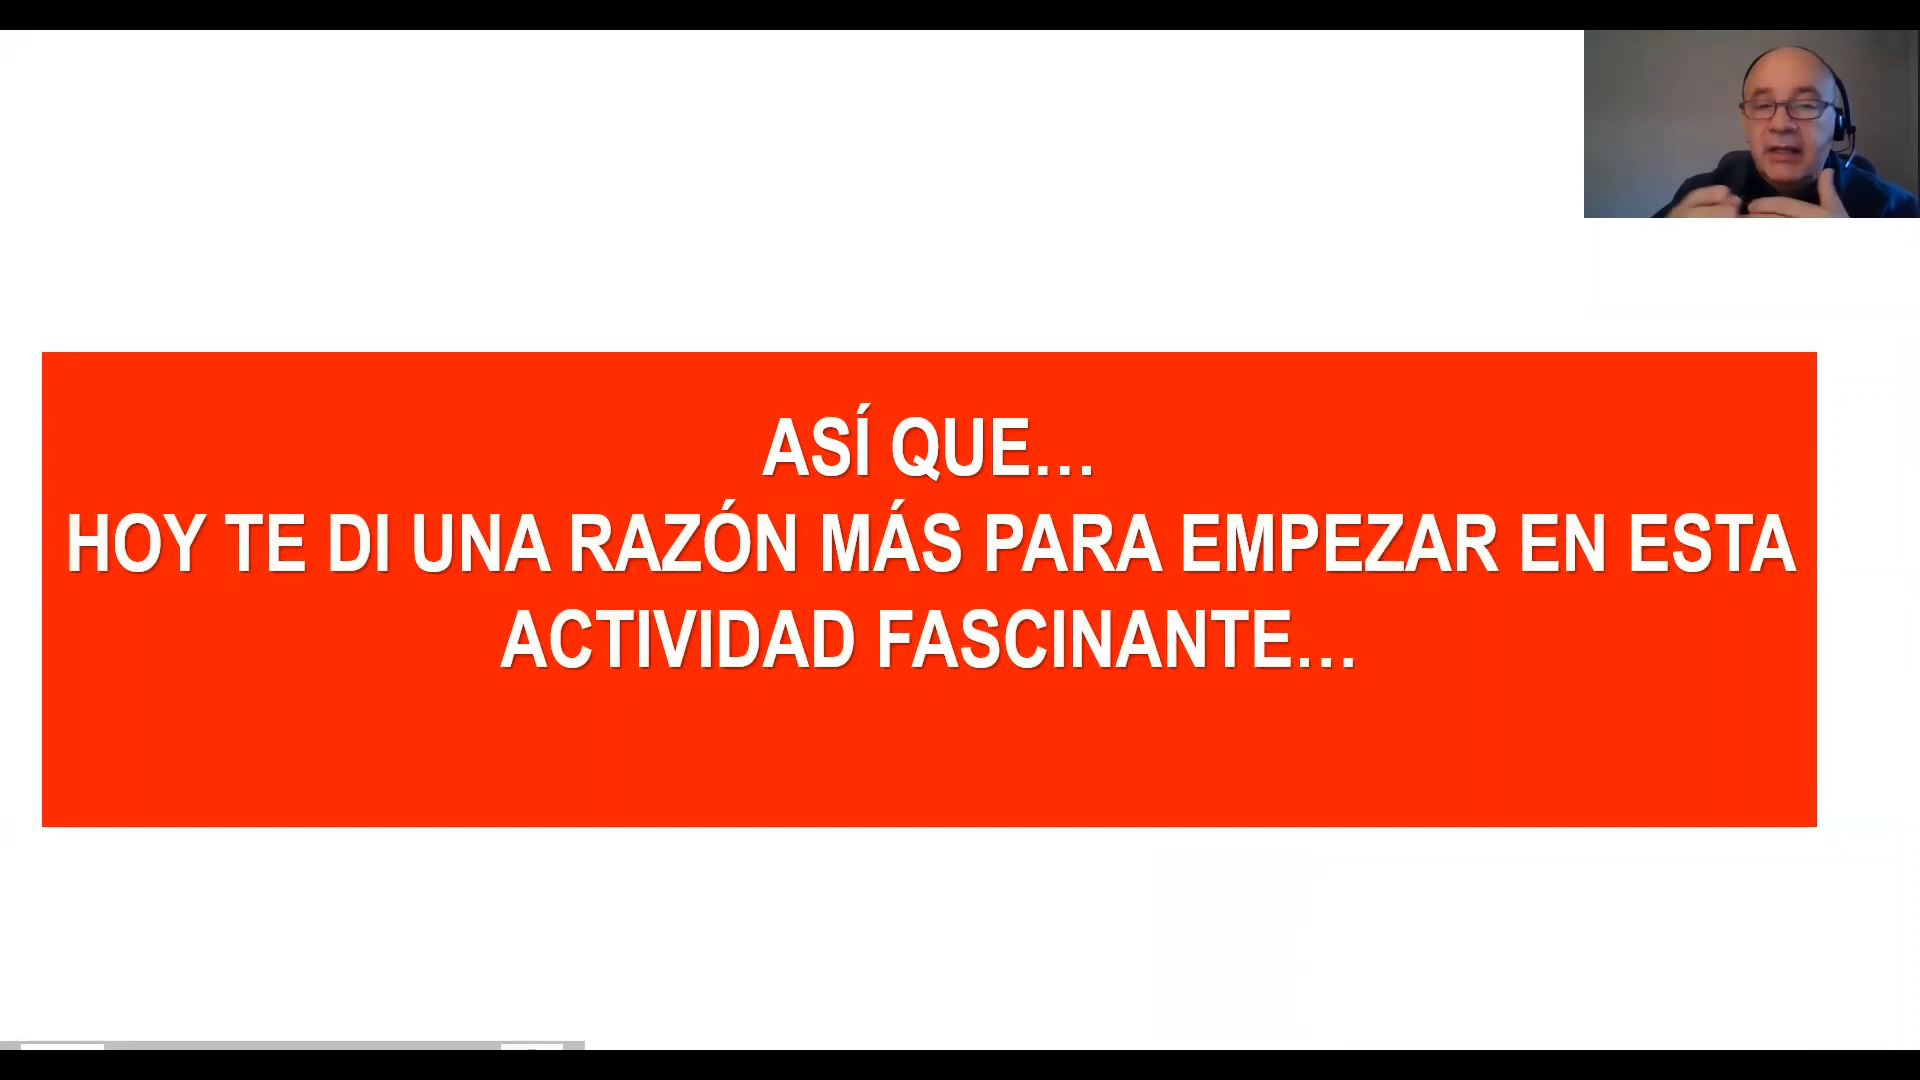 ASÍ QUE…
HOY TE DI UNA RAZÓN MÁS PARA EMPEZAR EN ESTA
ACTIVIDAD FASCINANTE…